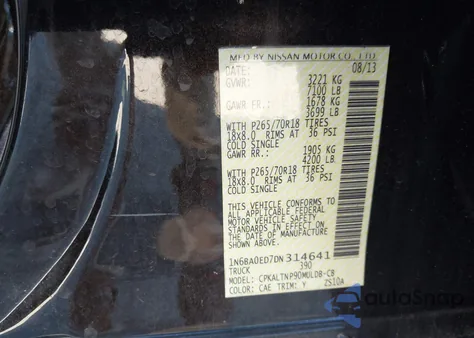 MFD BY NISSAN MOTOR CO., LTD
DATE: 08/13
GVWR: 3221 KG
7100 LB
GAWR FR.: 1678 KG
3699 LB
WITH P265/70R18 TIRES
18x8.0 RIMS AT 36 PSI
COLD SINGLE
GAWR RR.: 1905 KG
4200 LB.
WITH P265/70R18 TIRES
18x8.0 RIMS AT 36 PSI
COLD SINGLE
THIS VEHICLE CONFORMS TO
ALL APPLICABLE FEDERAL
MOTOR VEHICLE SAFETY
STANDARDS IN EFFECT ON
THE DATE OF MANUFACTURE
SHOWN ABOVE.
1N6BA0ED7DN314641
TRUCK 390
MODEL: CPKALTNP90MULDB-CB
COLOR: CAE TRIM: Y ZS10A
autoSnap